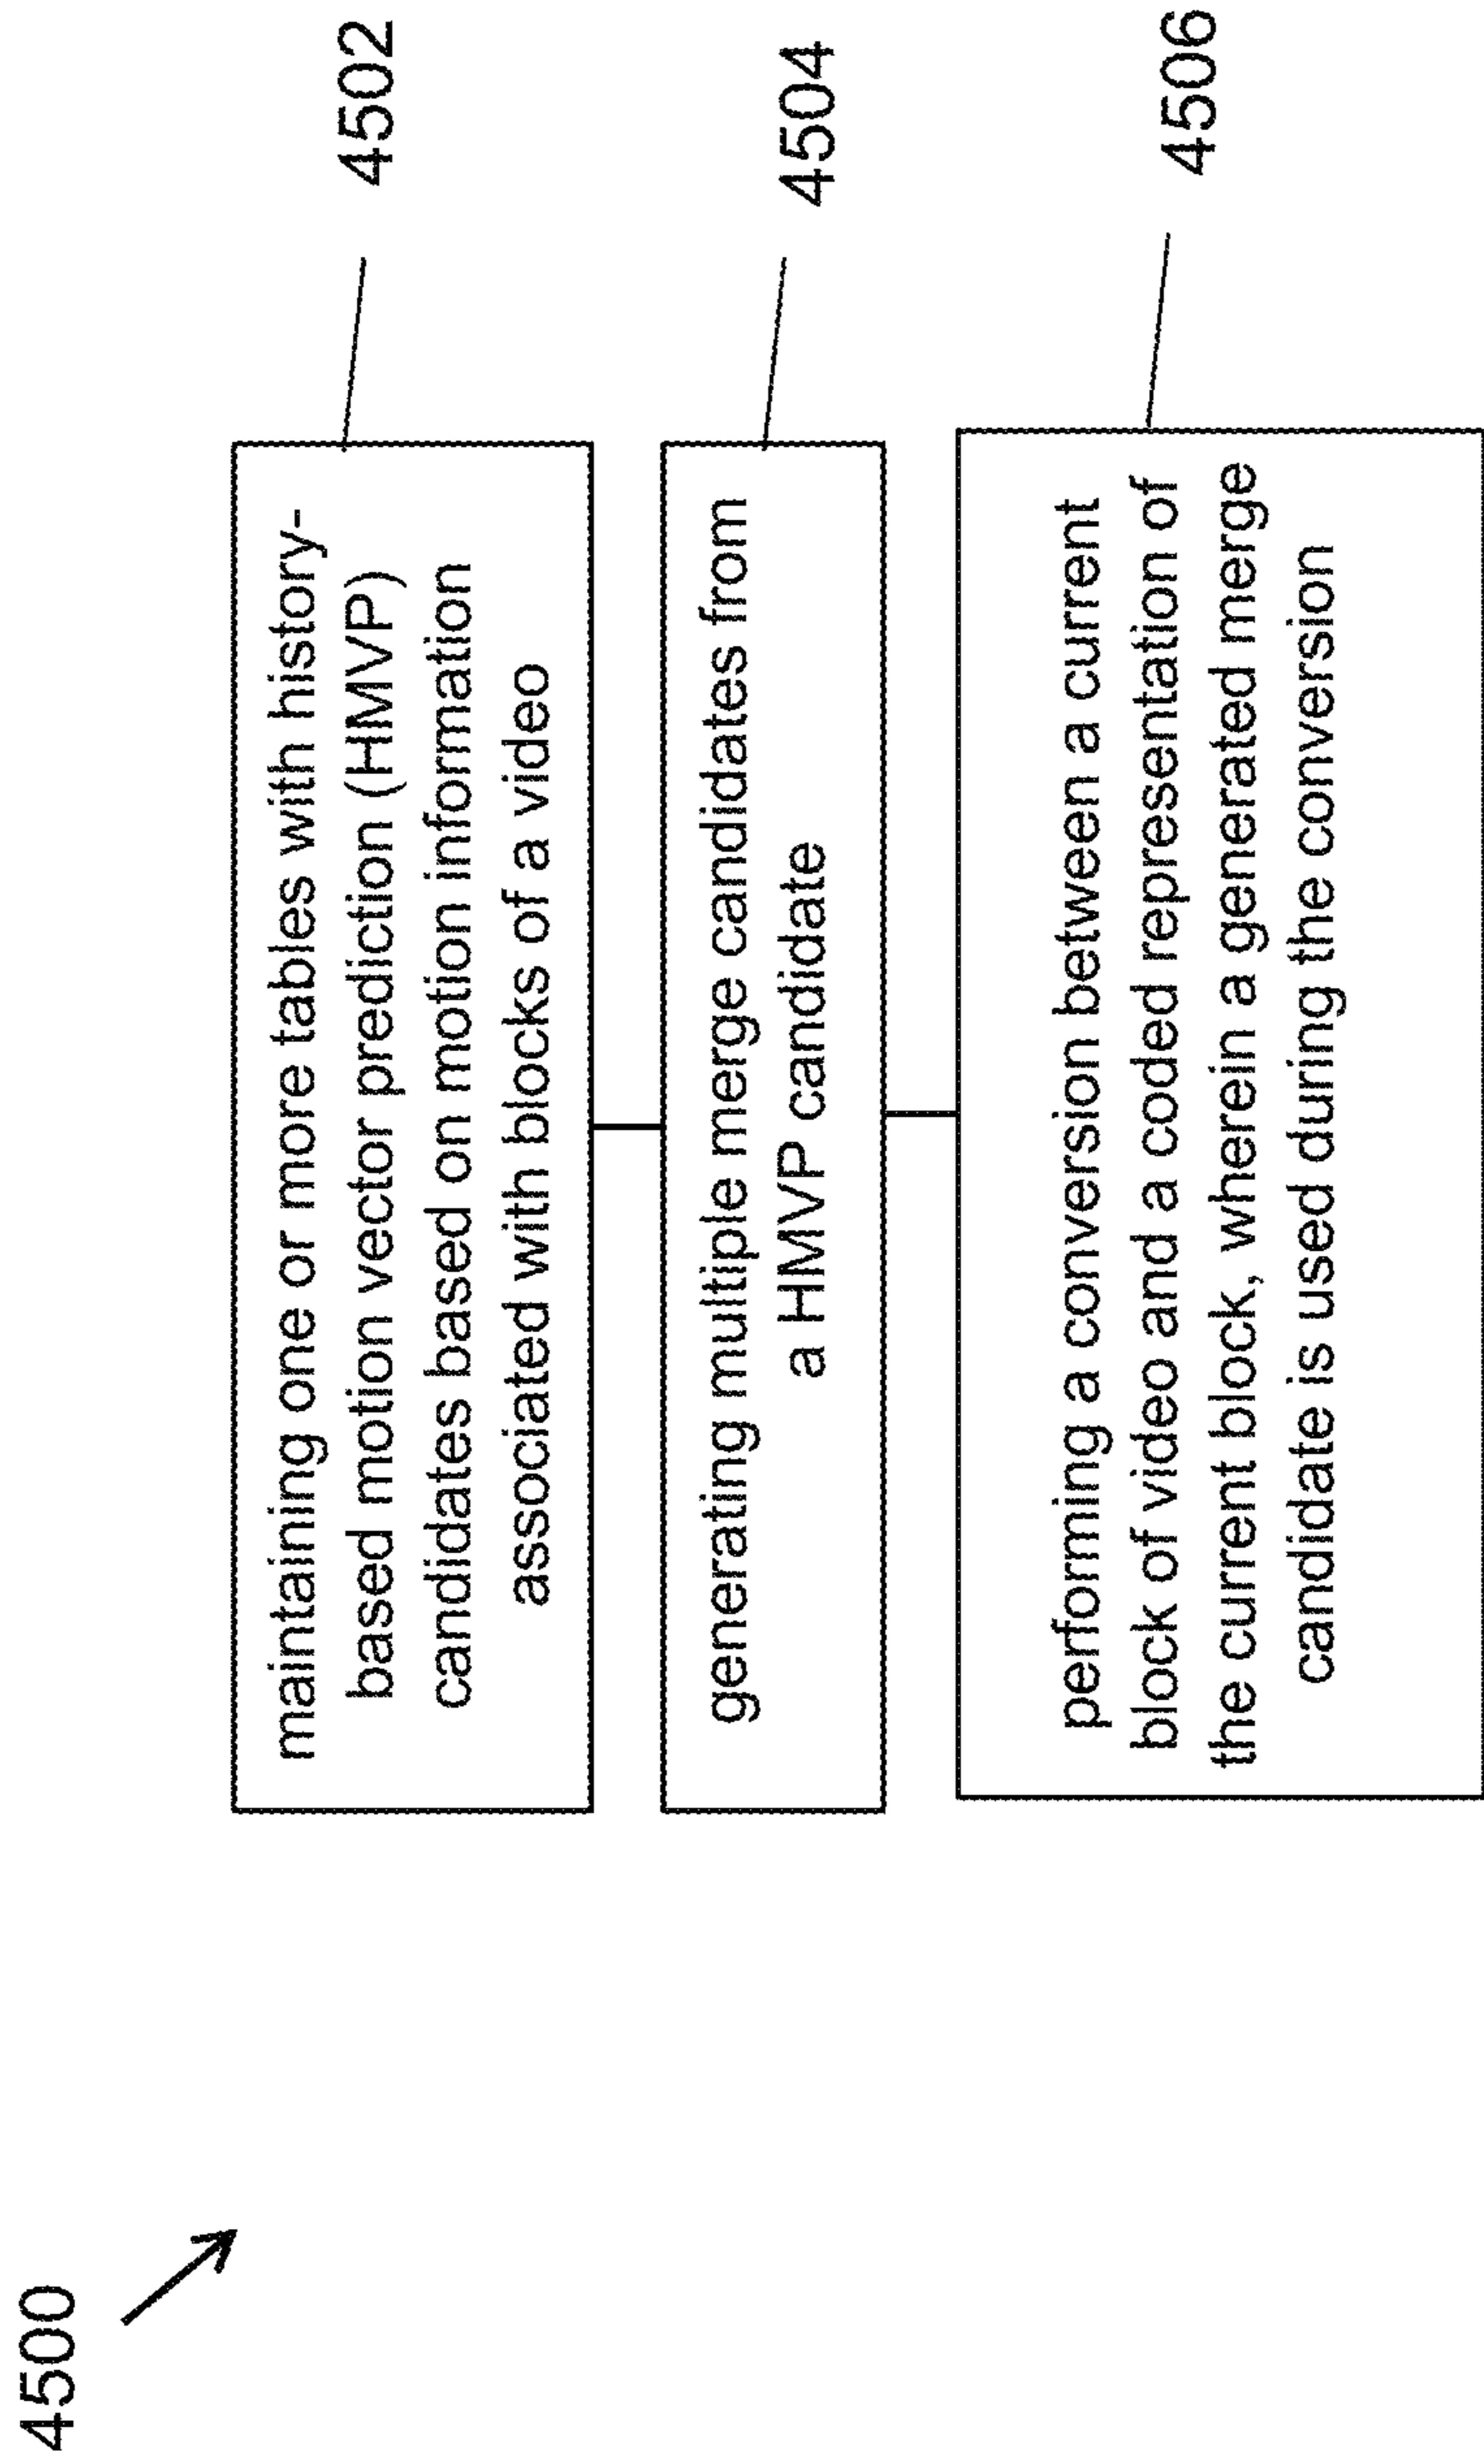 4500
maintaining one or more tables with history-
based motion vector prediction (HMVP)
candidates based on motion information
associated with blocks of a video
4502
generating multiple merge candidates from
a HMVP candidate
4504
performing a conversion between a current
block of video and a coded representation of
the current block, wherein a generated merge
candidate is used during the conversion
4506